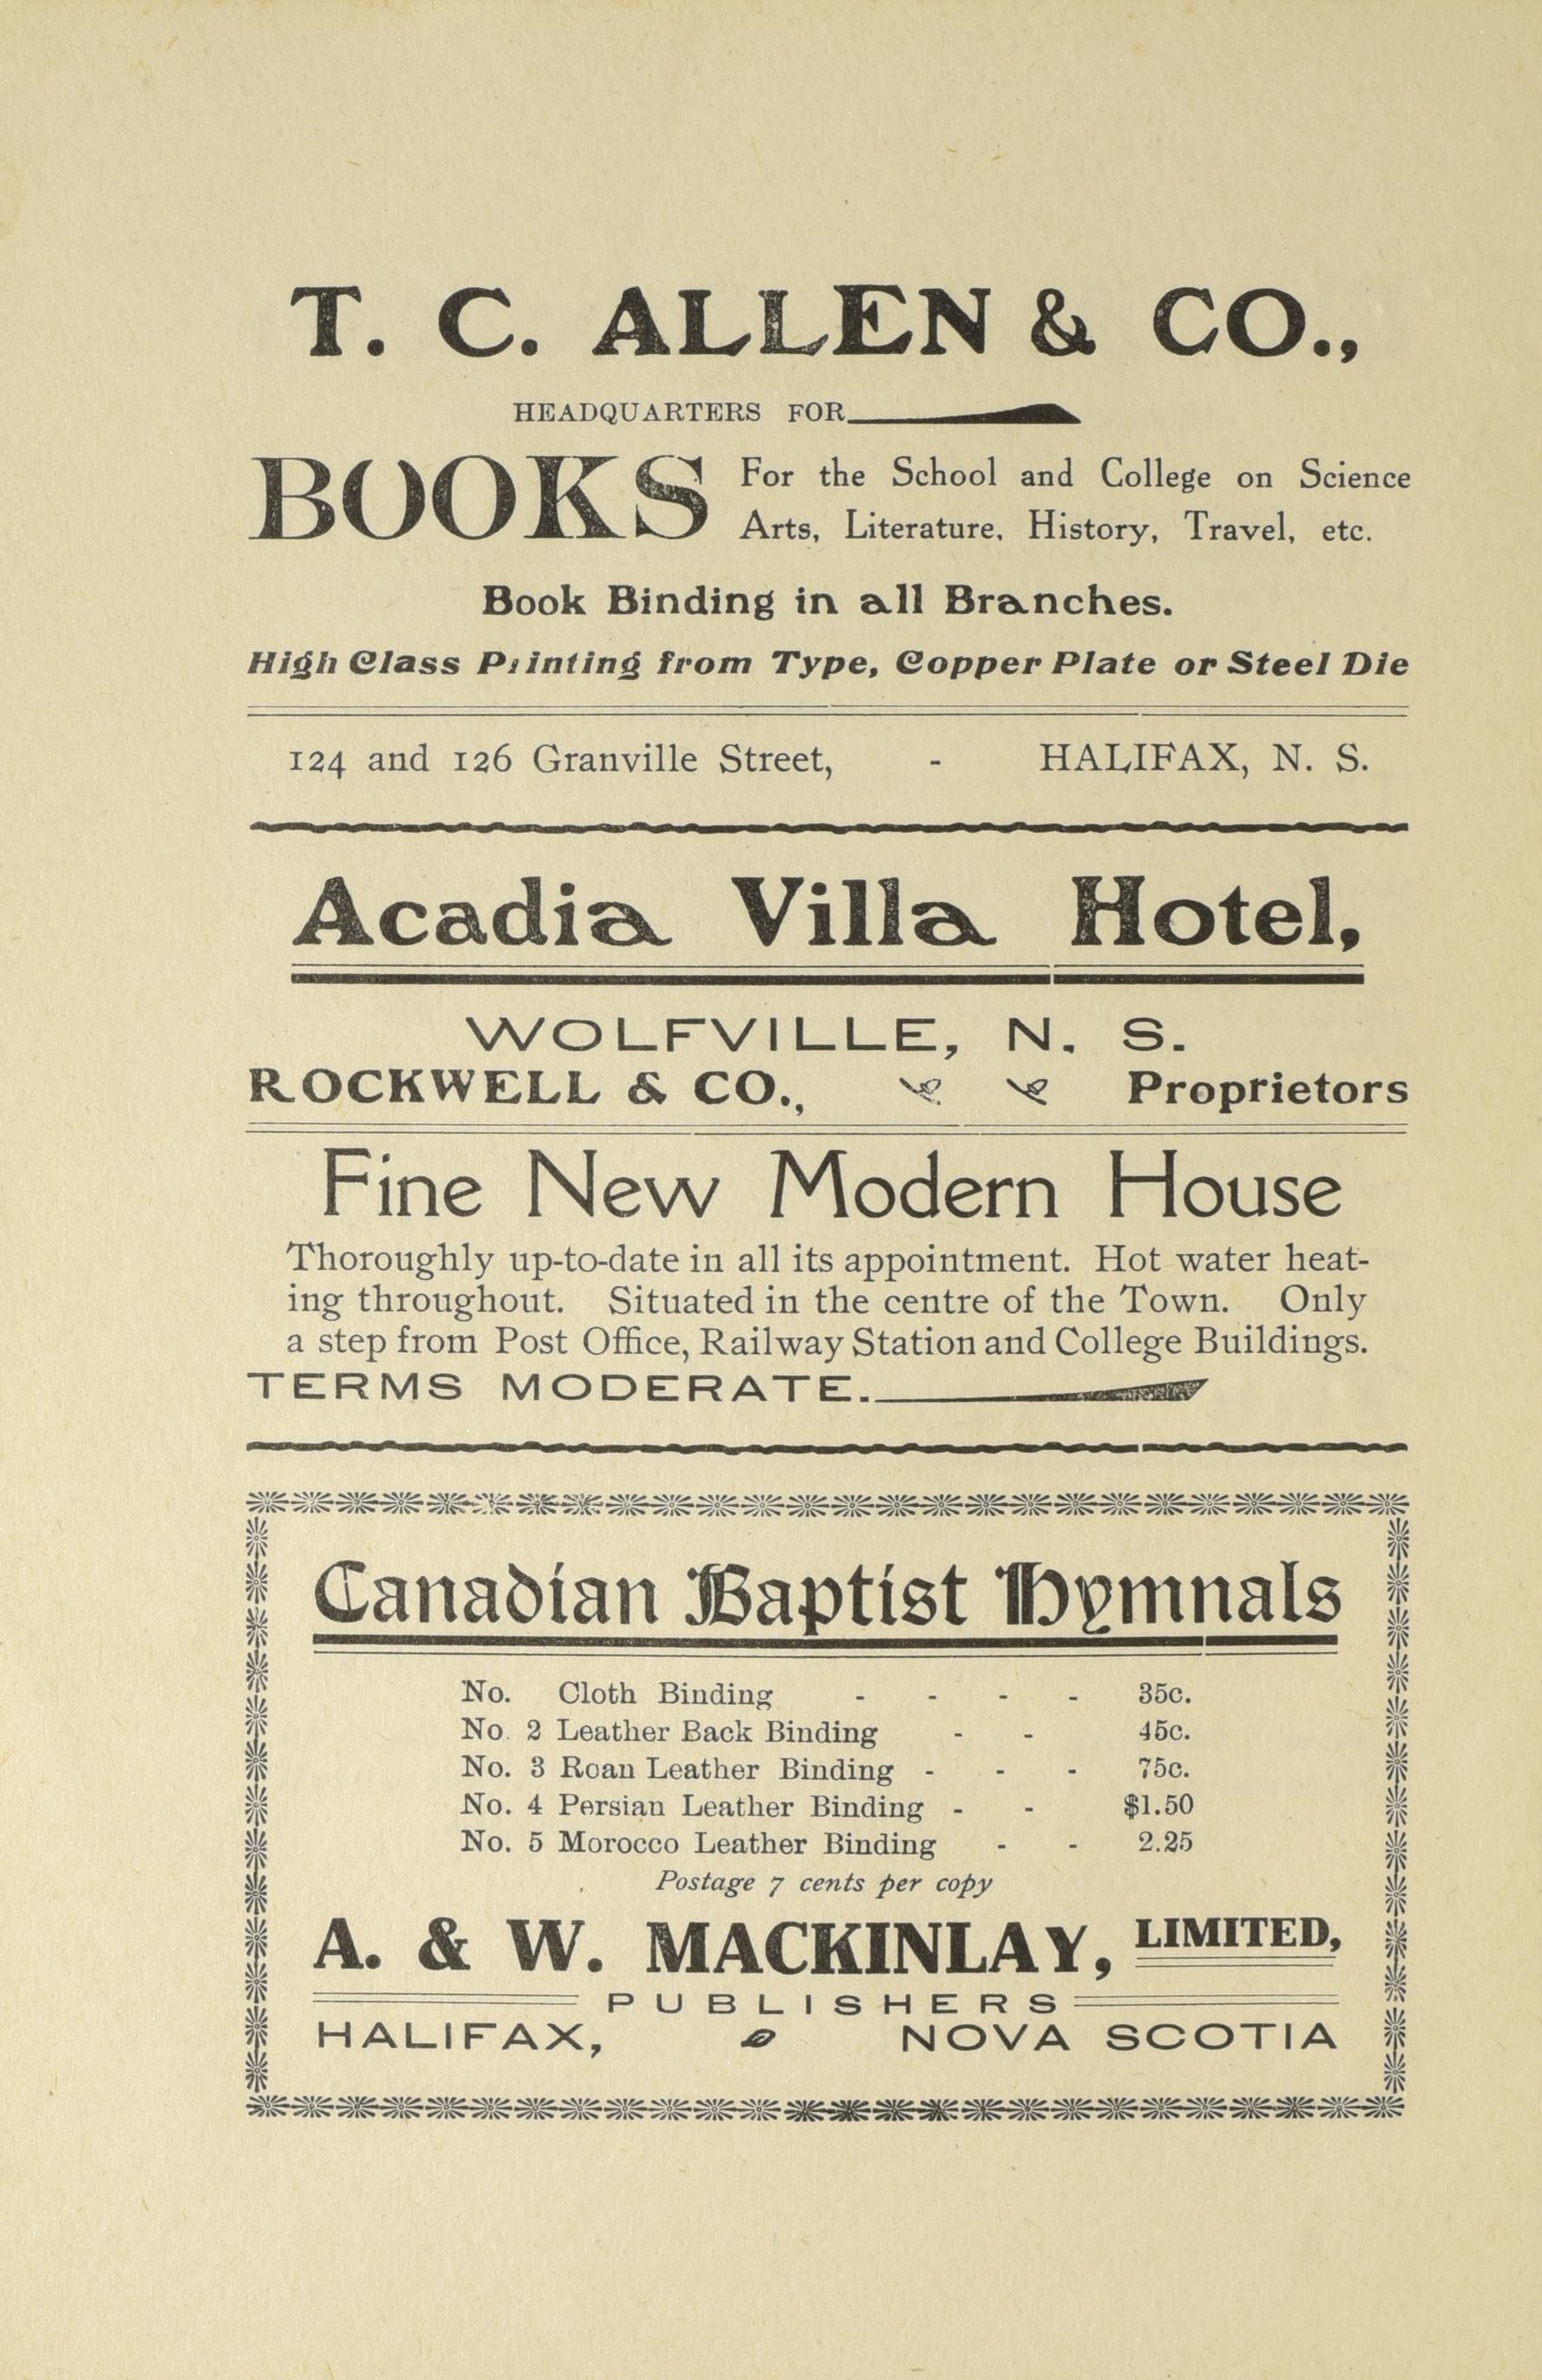 T. C. ALLEN & CO.,
HEADQUARTERS FOR
BOOKS For the School and College on Science
Arts, Literature, History, Travel, etc.
Book Binding in all Branches.
High Class Printing from Type, Copper Plate or Steel Die
124 and 126 Granville Street, - HALIFAX, N. S.
Acadia Villa Hotel,
WOLFVILLE, N. S.
ROCKWELL & CO., Proprietors
Fine New Modern House
Thoroughly up-to-date in all its appointment. Hot water heat-
ing throughout. Situated in the centre of the Town. Only
a step from Post Office, Railway Station and College Buildings.
TERMS MODERATE.
Canadian Baptist Hymnals
No. Cloth Binding - - - - 35c.
No. 2 Leather Back Binding - - 45c.
No. 3 Roan Leather Binding - - - 75c.
No. 4 Persian Leather Binding - - $1.50
No. 5 Morocco Leather Binding - - 2.25
Postage 7 cents per copy
A. & W. MACKINLAY, LIMITED,
PUBLISHERS
HALIFAX, NOVA SCOTIA